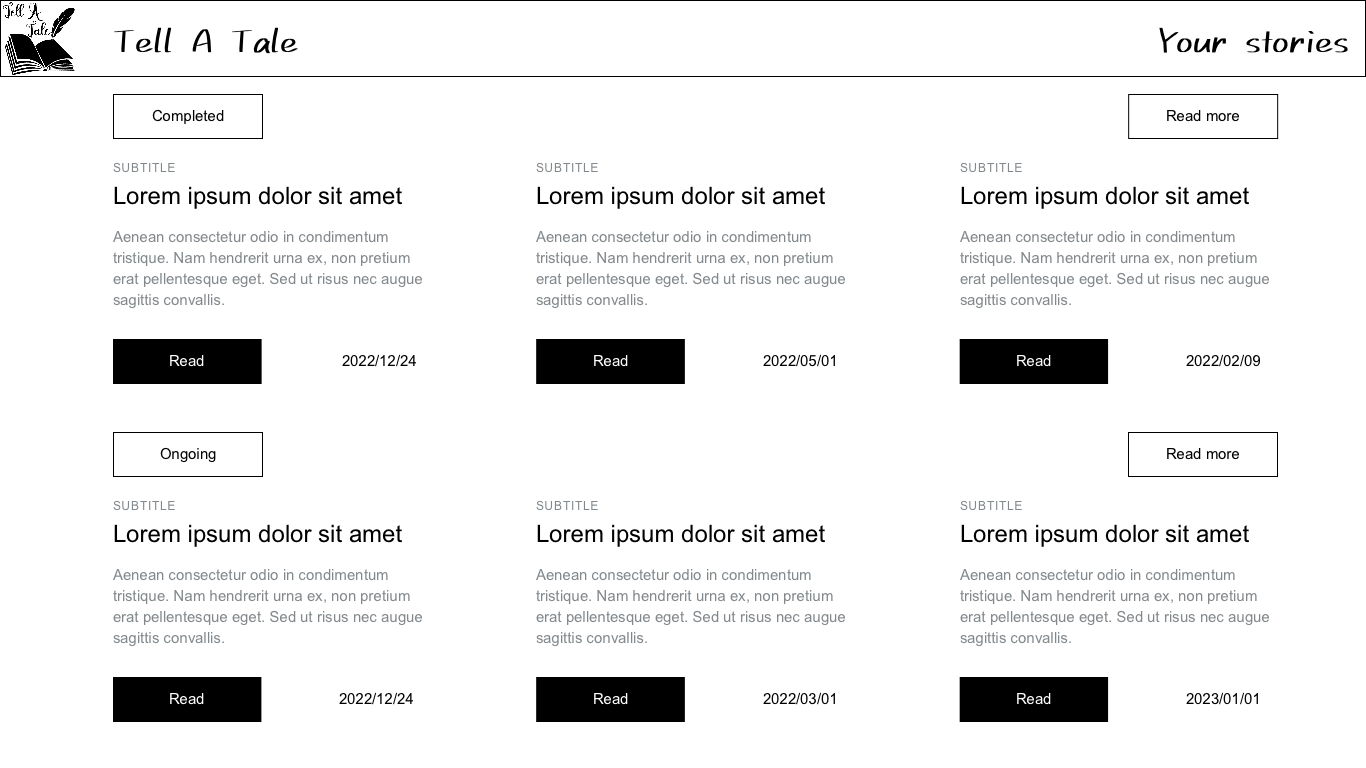 Tell A
Tale
Tell A Tale
Your stories
Completed
Read more
SUBTITLE
Lorem ipsum dolor sit amet
Aenean consectetur odio in condimentum
tristique. Nam hendrerit urna ex, non pretium
erat pellentesque eget. Sed ut risus nec augue
sagittis convallis.
Read
2022/12/24
SUBTITLE
Lorem ipsum dolor sit amet
Aenean consectetur odio in condimentum
tristique. Nam hendrerit urna ex, non pretium
erat pellentesque eget. Sed ut risus nec augue
sagittis convallis.
Read
2022/05/01
SUBTITLE
Lorem ipsum dolor sit amet
Aenean consectetur odio in condimentum
tristique. Nam hendrerit urna ex, non pretium
erat pellentesque eget. Sed ut risus nec augue
sagittis convallis.
Read
2022/02/09
Ongoing
Read more
SUBTITLE
Lorem ipsum dolor sit amet
Aenean consectetur odio in condimentum
tristique. Nam hendrerit urna ex, non pretium
erat pellentesque eget. Sed ut risus nec augue
sagittis convallis.
Read
2022/12/24
SUBTITLE
Lorem ipsum dolor sit amet
Aenean consectetur odio in condimentum
tristique. Nam hendrerit urna ex, non pretium
erat pellentesque eget. Sed ut risus nec augue
sagittis convallis.
Read
2022/03/01
SUBTITLE
Lorem ipsum dolor sit amet
Aenean consectetur odio in condimentum
tristique. Nam hendrerit urna ex, non pretium
erat pellentesque eget. Sed ut risus nec augue
sagittis convallis.
Read
2023/01/01